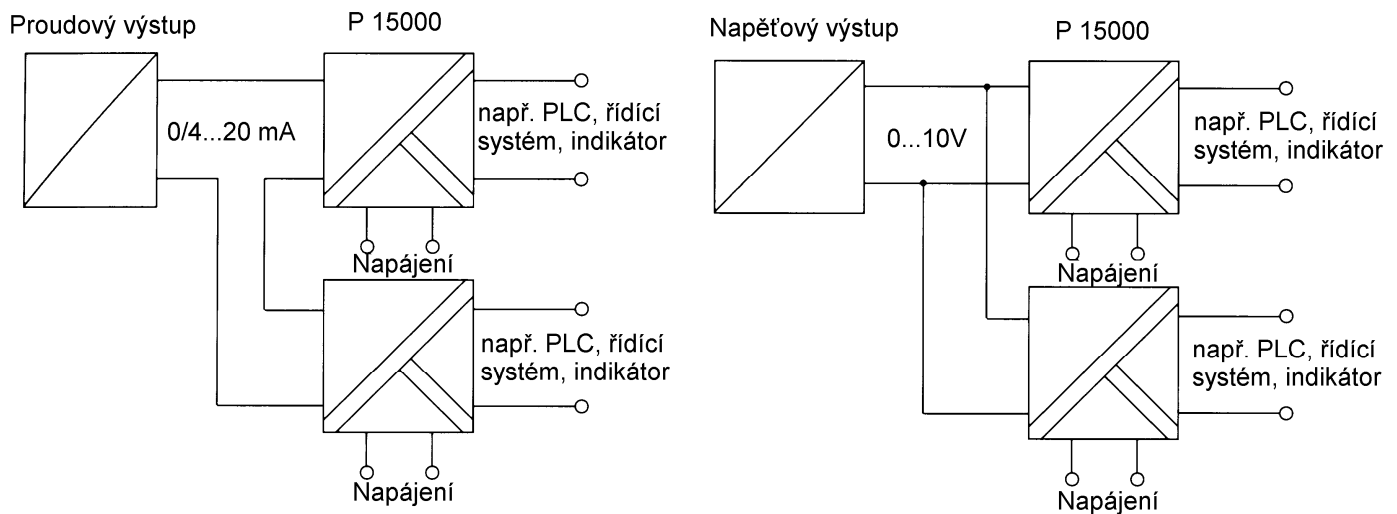 Proudový výstup
P 15000
0/4...20 mA
např. PLC, řídící
systém, indikátor
Napájení
např. PLC, řídící
systém, indikátor
Napájení
Napěťový výstup
P 15000
0...10V
např. PLC, řídící
systém, indikátor
Napájení
např. PLC, řídící
systém, indikátor
Napájení